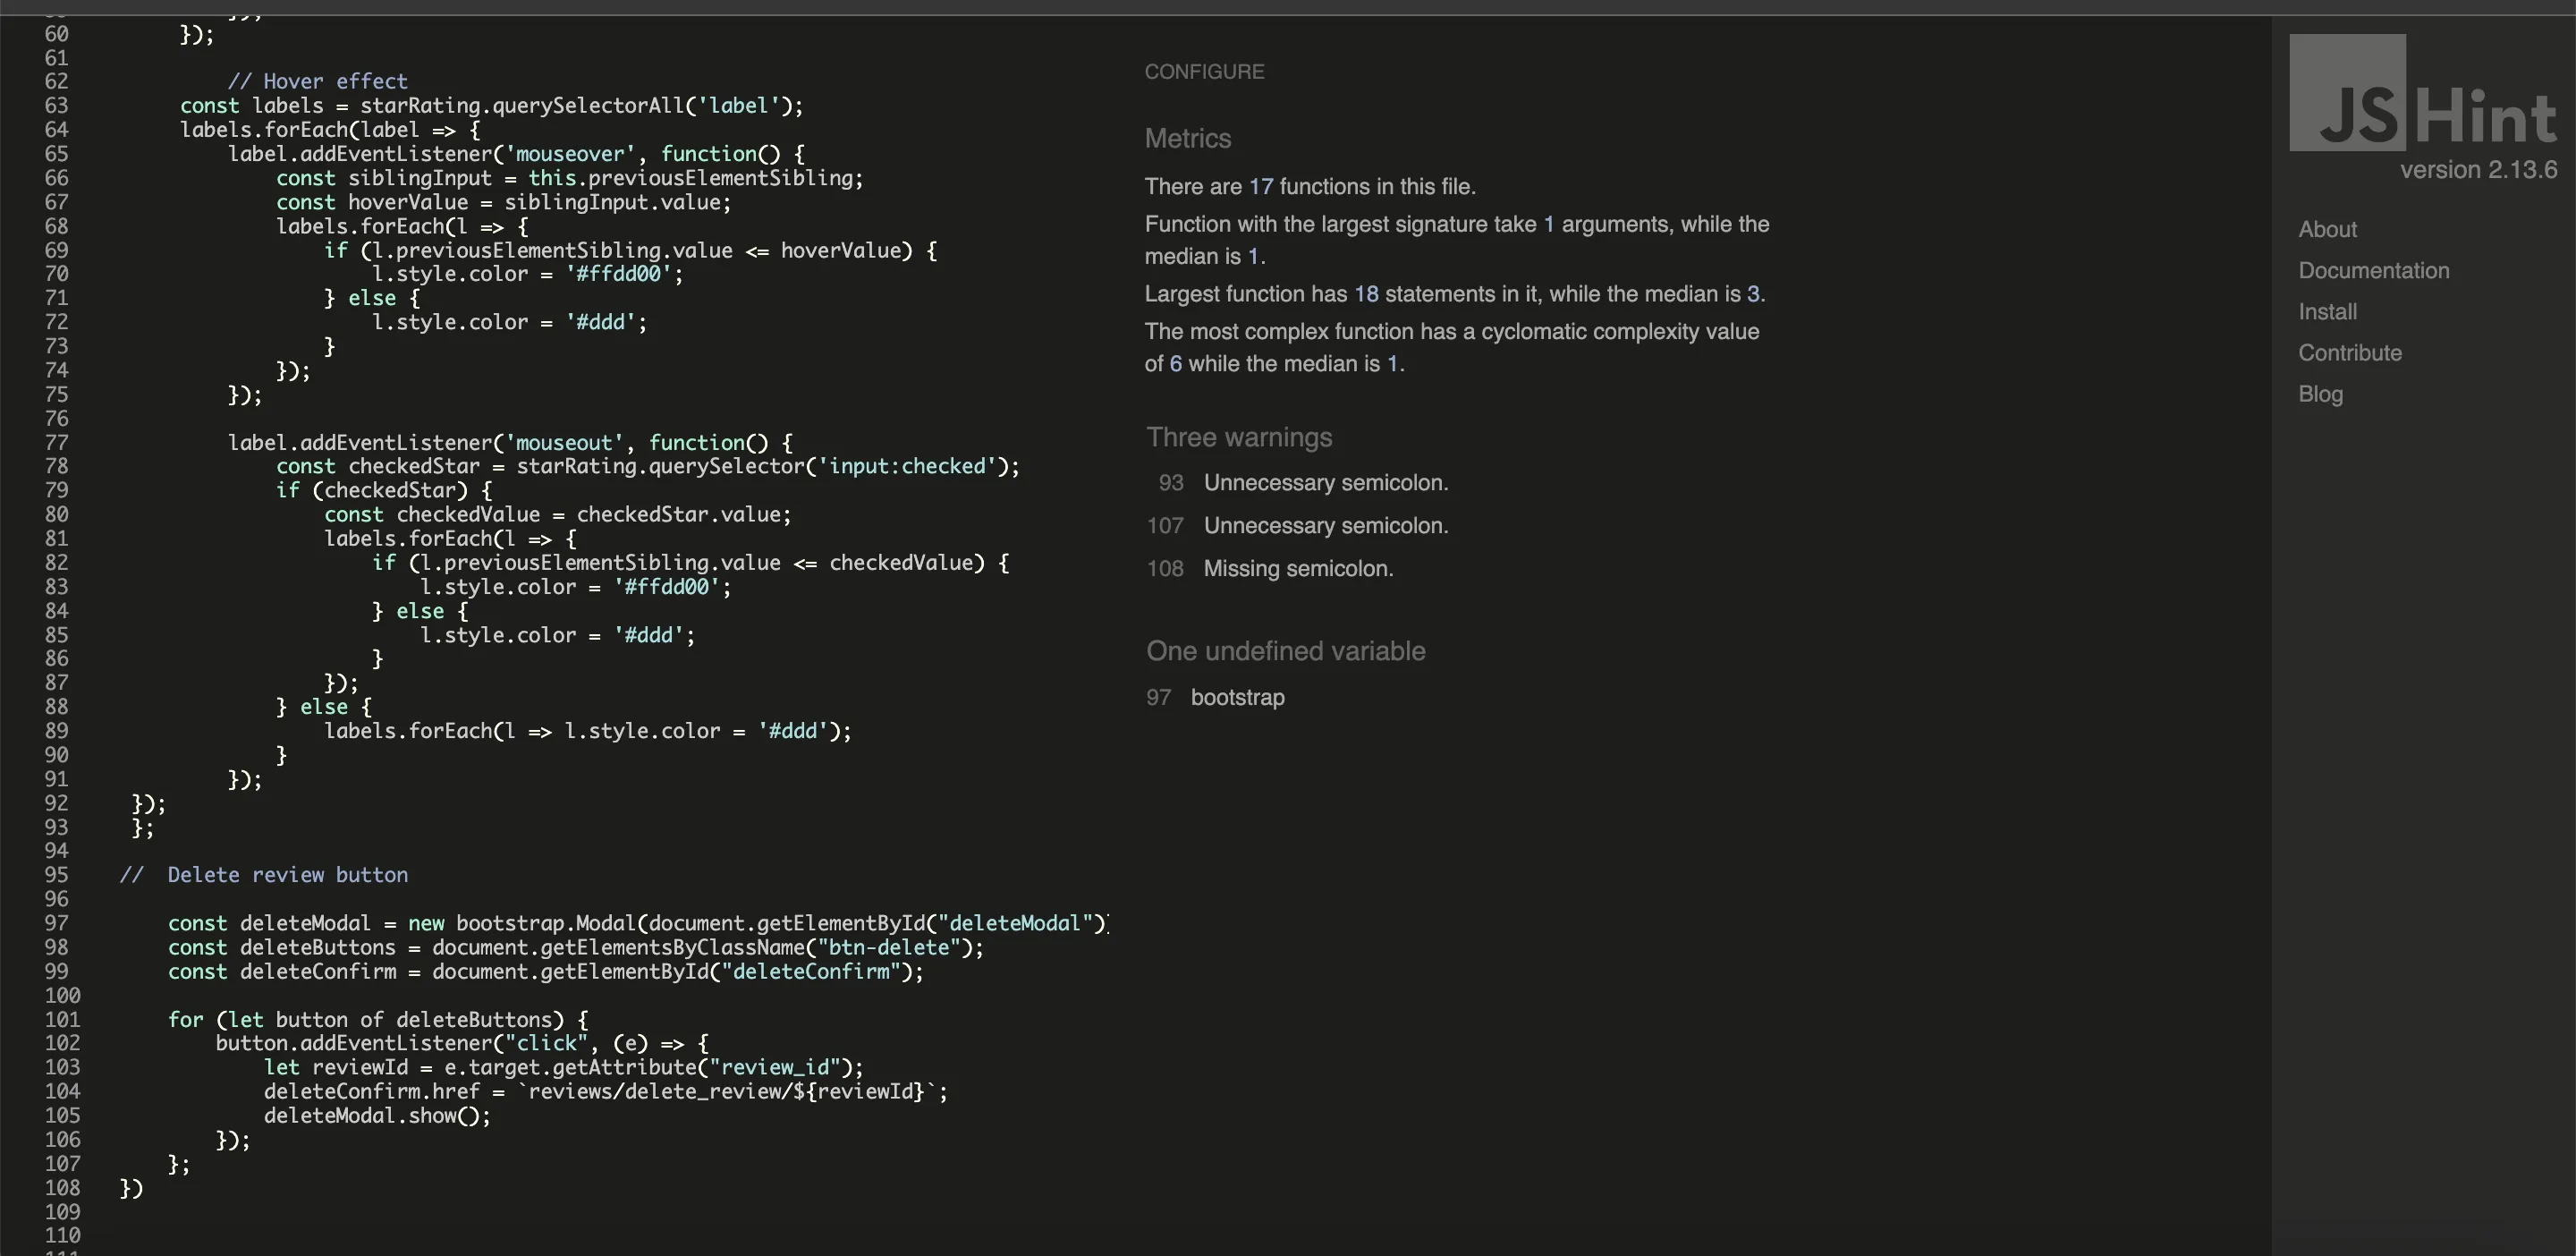 60 });
61
62 // Hover effect
63 const labels = starRating.querySelectorAll('label');
64 labels.forEach(label => {
65 label.addEventListener('mouseover', function() {
66 const siblingInput = this.previousElementSibling;
67 const hoverValue = siblingInput.value;
68 labels.forEach(l => {
69 if (l.previousElementSibling.value <= hoverValue) {
70 l.style.color = '#ffdd00';
71 } else {
72 l.style.color = '#ddd';
73 }
74 });
75 });
76
77 label.addEventListener('mouseout', function() {
78 const checkedStar = starRating.querySelector('input:checked');
79 if (checkedStar) {
80 const checkedValue = checkedStar.value;
81 labels.forEach(l => {
82 if (l.previousElementSibling.value <= checkedValue) {
83 l.style.color = '#ffdd00';
84 } else {
85 l.style.color = '#ddd';
86 }
87 });
88 } else {
89 labels.forEach(l => l.style.color = '#ddd');
90 }
91 });
92 });
93 };
94
95 // Delete review button
96
97 const deleteModal = new bootstrap.Modal(document.getElementById("deleteModal")
98 const deleteButtons = document.getElementsByClassName("btn-delete");
99 const deleteConfirm = document.getElementById("deleteConfirm");
100
101 for (let button of deleteButtons) {
102 button.addEventListener("click", (e) => {
103 let reviewId = e.target.getAttribute("review_id");
104 deleteConfirm.href = `reviews/delete_review/${reviewId}`;
105 deleteModal.show();
106 });
107 };
108 })
109
110
CONFIGURE
Metrics
There are 17 functions in this file.
Function with the largest signature take 1 arguments, while the
median is 1.
Largest function has 18 statements in it, while the median is 3.
The most complex function has a cyclomatic complexity value
of 6 while the median is 1.
Three warnings
93 Unnecessary semicolon.
107 Unnecessary semicolon.
108 Missing semicolon.
One undefined variable
97 bootstrap
JSHint
version 2.13.6
About
Documentation
Install
Contribute
Blog